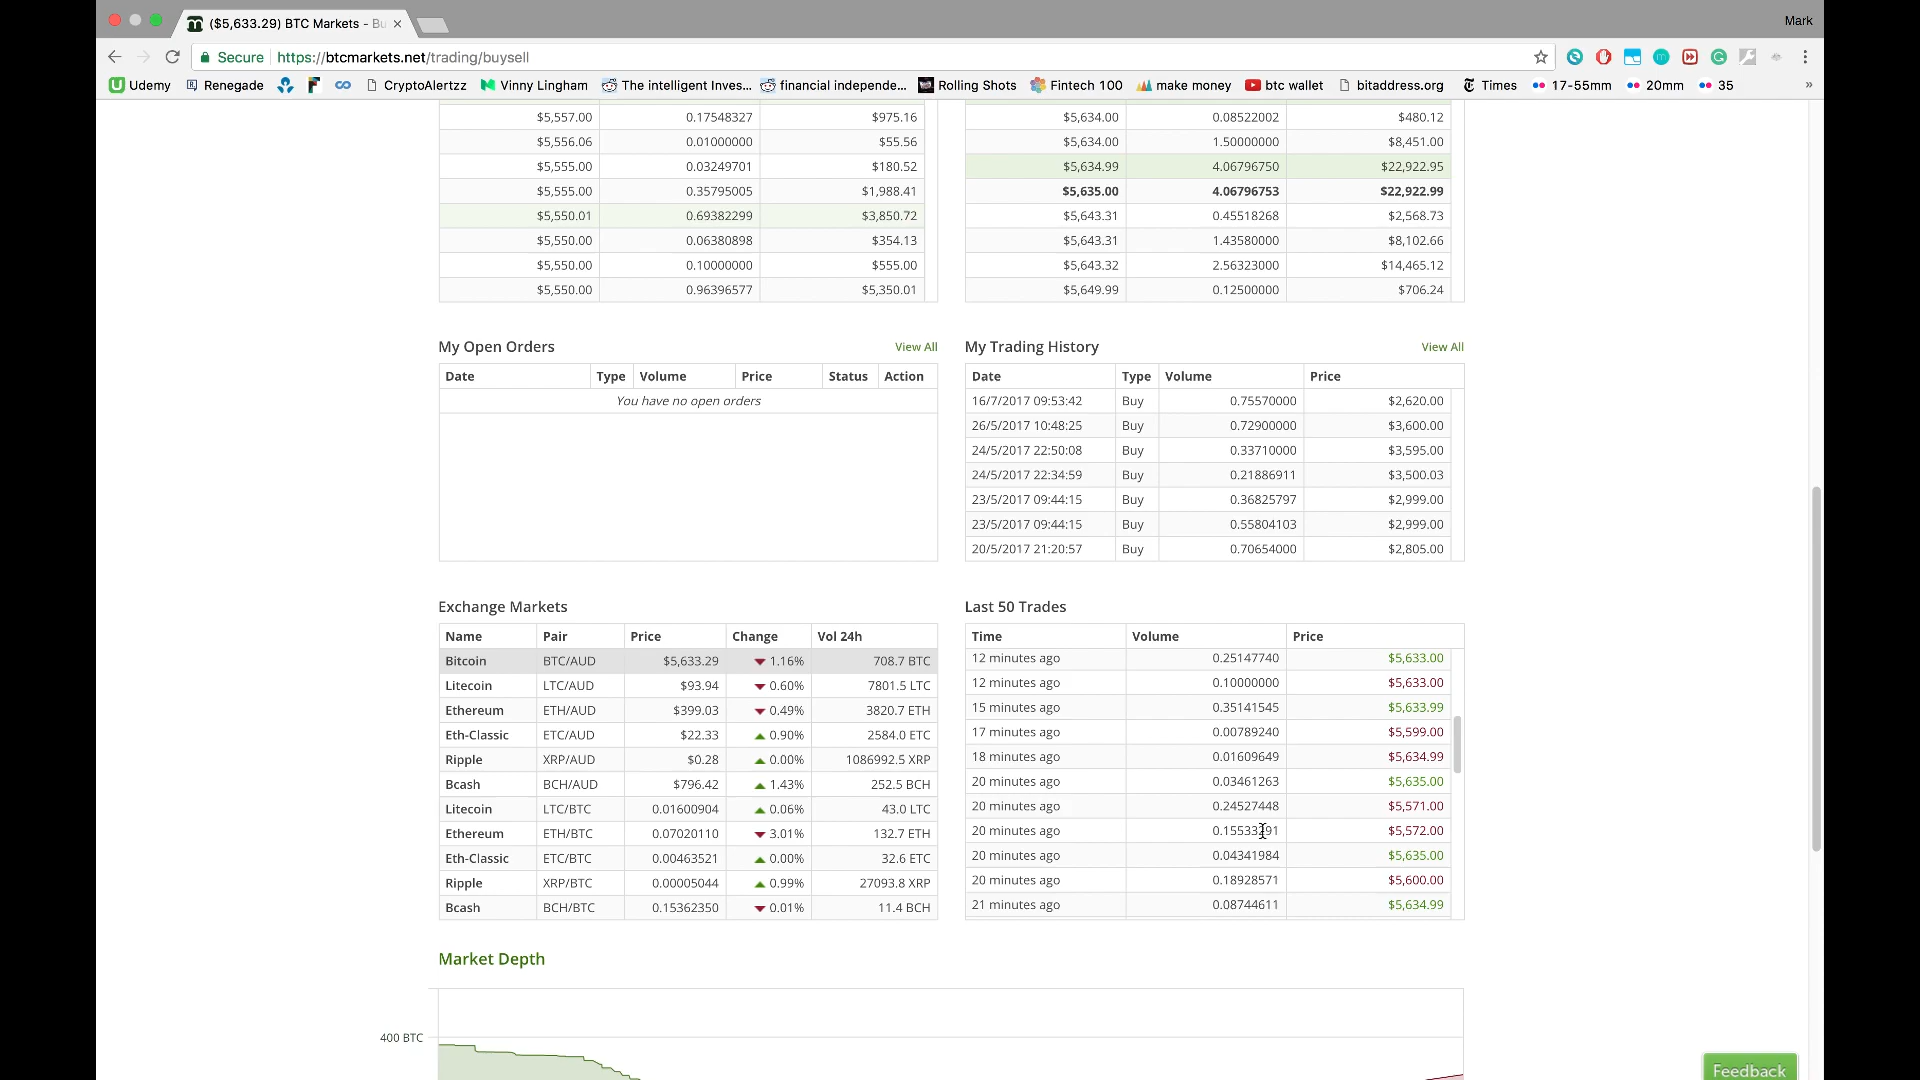 ($5,633.29) BTC Markets - Bu
Mark
Secure https://btcmarkets.net/trading/buysell
Udemy Renegade CryptoAlertzz Vinny Lingham The intelligent Inves... financial independe... Rolling Shots Fintech 100 make money btc wallet bitaddress.org Times 17-55mm 20mm 35 »
$5,557.00 0.17548327 $975.16
$5,556.06 0.01000000 $55.56
$5,555.00 0.03249701 $180.52
$5,555.00 0.35795005 $1,988.41
$5,550.01 0.69382299 $3,850.72
$5,550.00 0.06380898 $354.13
$5,550.00 0.10000000 $555.00
$5,550.00 0.96396577 $5,350.01
$5,634.00 0.08522002 $480.12
$5,634.00 1.50000000 $8,451.00
$5,634.99 4.06796750 $22,922.95
$5,635.00 4.06796753 $22,922.99
$5,643.31 0.45518268 $2,568.73
$5,643.31 1.43580000 $8,102.66
$5,643.32 2.56323000 $14,465.12
$5,649.99 0.12500000 $706.24
My Open Orders View All
Date Type Volume Price Status Action
You have no open orders
My Trading History View All
Date Type Volume Price
16/7/2017 09:53:42 Buy 0.75570000 $2,620.00
26/5/2017 10:48:25 Buy 0.72900000 $3,600.00
24/5/2017 22:50:08 Buy 0.33710000 $3,595.00
24/5/2017 22:34:59 Buy 0.21886911 $3,500.03
23/5/2017 09:44:15 Buy 0.36825797 $2,999.00
23/5/2017 09:44:15 Buy 0.55804103 $2,999.00
20/5/2017 21:20:57 Buy 0.70654000 $2,805.00
Exchange Markets
Name Pair Price Change Vol 24h
Bitcoin BTC/AUD $5,633.29 1.16% 708.7 BTC
Litecoin LTC/AUD $93.94 0.60% 7801.5 LTC
Ethereum ETH/AUD $399.03 0.49% 3820.7 ETH
Eth-Classic ETC/AUD $22.33 0.90% 2584.0 ETC
Ripple XRP/AUD $0.28 0.00% 1086992.5 XRP
Bcash BCH/AUD $796.42 1.43% 252.5 BCH
Litecoin LTC/BTC 0.01600904 0.06% 43.0 LTC
Ethereum ETH/BTC 0.07020110 3.01% 132.7 ETH
Eth-Classic ETC/BTC 0.00463521 0.00% 32.6 ETC
Ripple XRP/BTC 0.00005044 0.99% 27093.8 XRP
Bcash BCH/BTC 0.15362350 0.01% 11.4 BCH
Last 50 Trades
Time Volume Price
12 minutes ago 0.25147740 $5,633.00
12 minutes ago 0.10000000 $5,633.00
15 minutes ago 0.35141545 $5,633.99
17 minutes ago 0.00789240 $5,599.00
18 minutes ago 0.01609649 $5,634.99
20 minutes ago 0.03461263 $5,635.00
20 minutes ago 0.24527448 $5,571.00
20 minutes ago $5,572.00
20 minutes ago 0.04341984 $5,635.00
20 minutes ago 0.18928571 $5,600.00
21 minutes ago 0.08744611 $5,634.99
Market Depth
400 BTC
Feedback